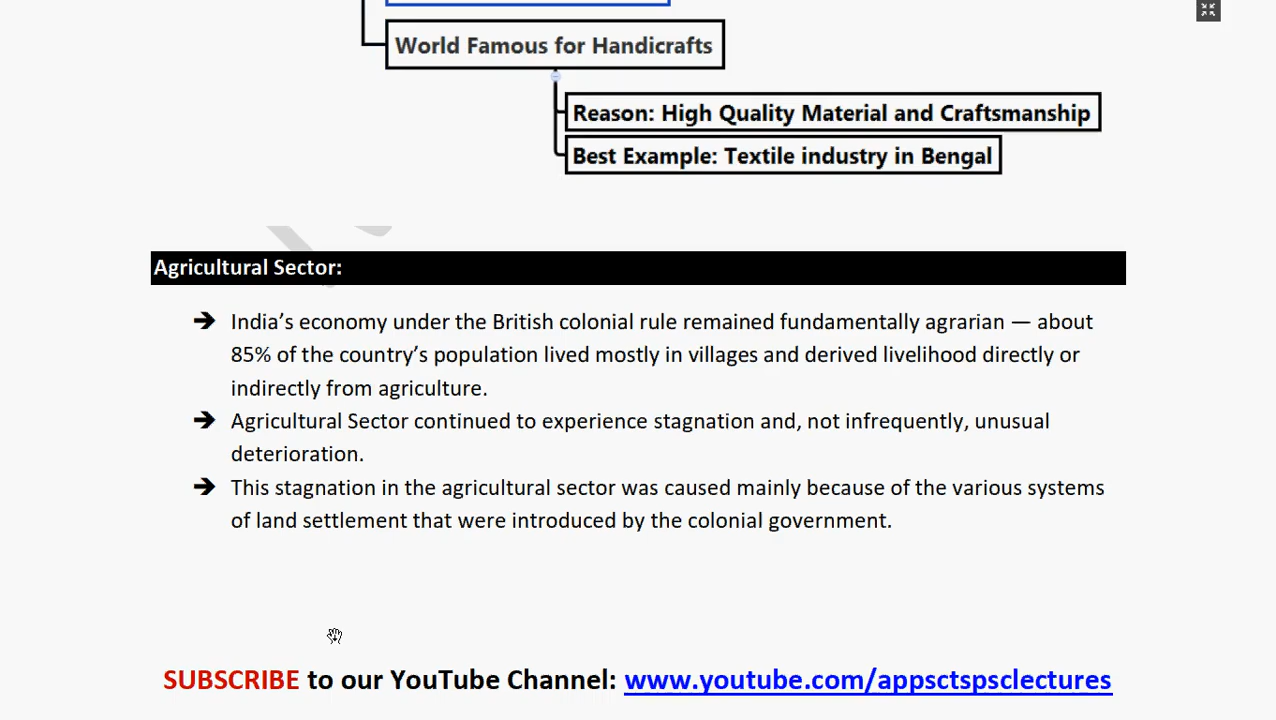 World Famous for Handicrafts
Reason: High Quality Material and Craftsmanship
Best Example: Textile industry in Bengal
Agricultural Sector:
➔ India’s economy under the British colonial rule remained fundamentally agrarian — about
85% of the country’s population lived mostly in villages and derived livelihood directly or
indirectly from agriculture.
➔ Agricultural Sector continued to experience stagnation and, not infrequently, unusual
deterioration.
➔ This stagnation in the agricultural sector was caused mainly because of the various systems
of land settlement that were introduced by the colonial government.
SUBSCRIBE to our YouTube Channel: www.youtube.com/appsctspsclectures